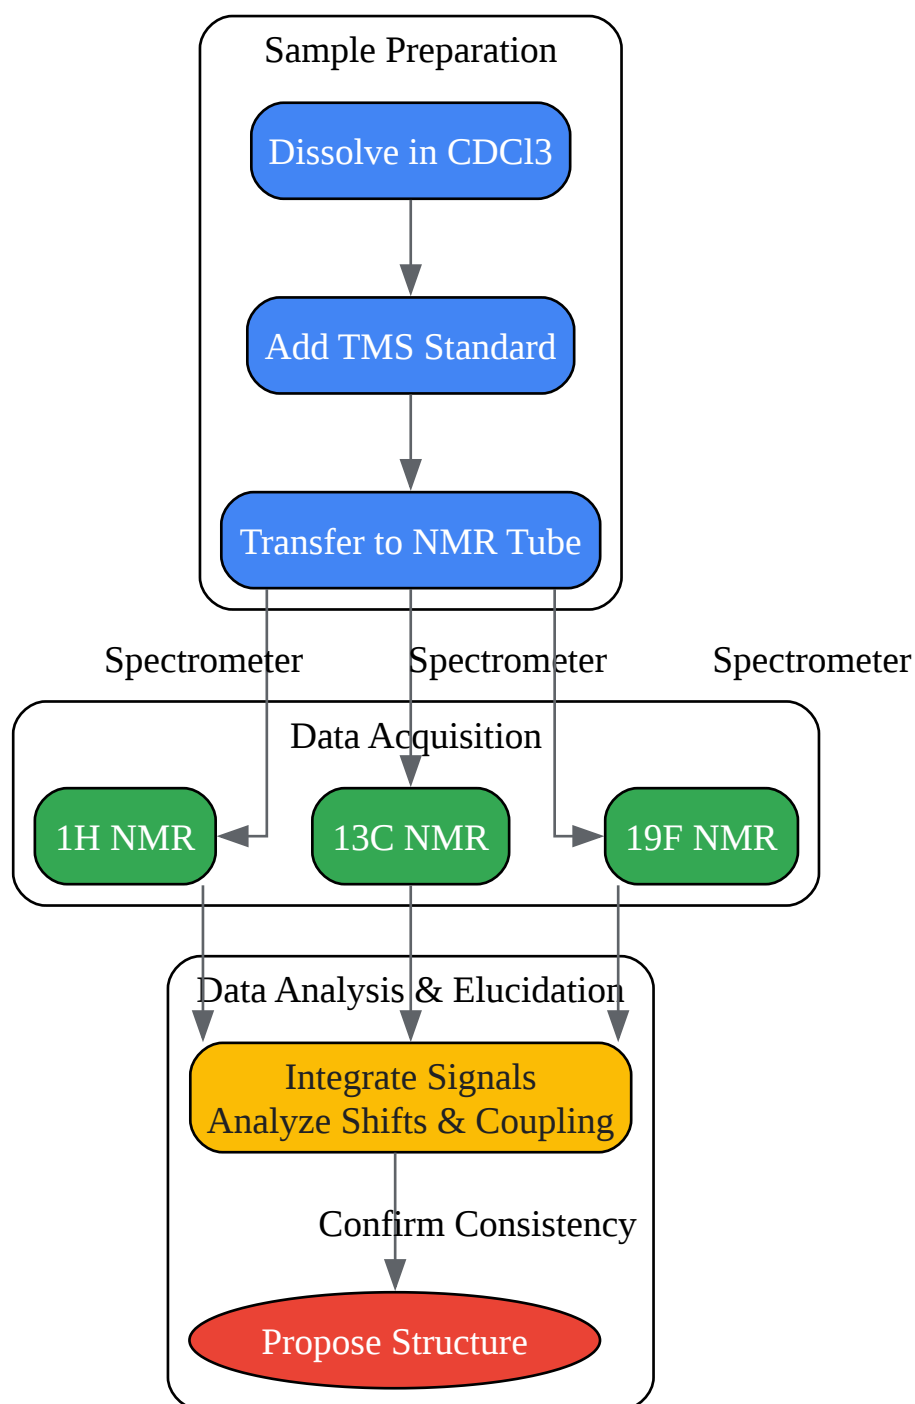 Sample Preparation
Dissolve in CDCl3
Add TMS Standard
Transfer to NMR Tube
Spectrometer
Spectrometer
Spectrometer
Data Acquisition
1H NMR
13C NMR
19F NMR
Data Analysis & Elucidation
Integrate Signals
Analyze Shifts & Coupling
Confirm Consistency
Propose Structure